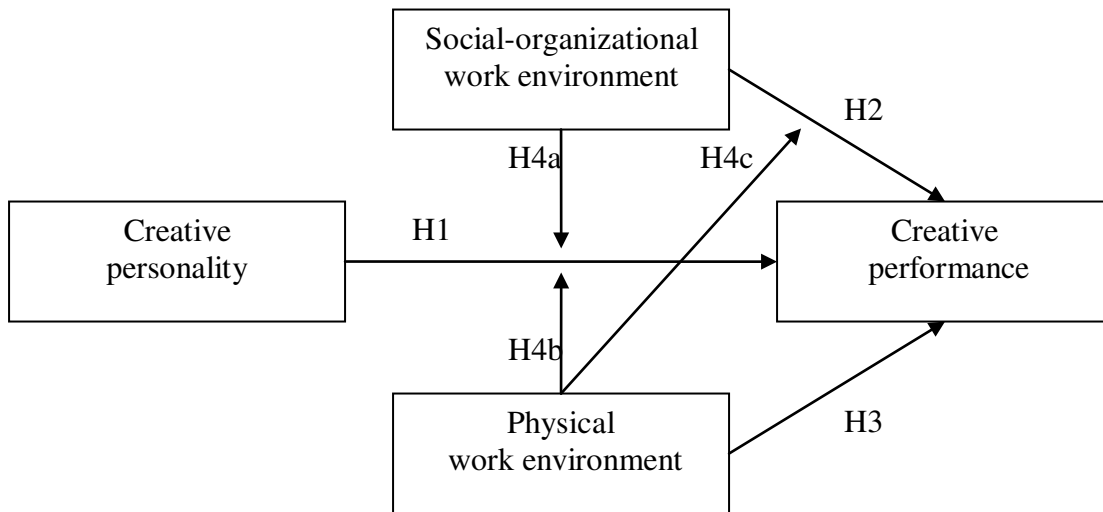 Social-organizational
work environment
H2
H4a
H4c
Creative
personality
H1
Creative
performance
H4b
Physical
work environment
H3